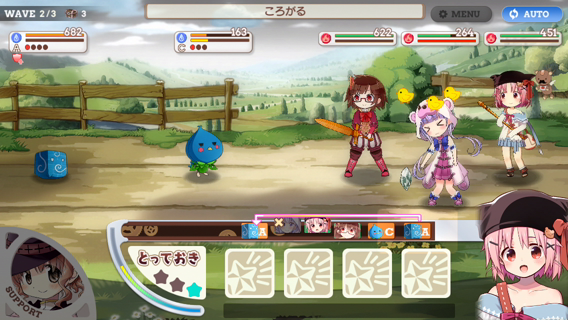 WAVE 2/3 3
ころがる
MENU
AUTO
682
A
163
C
622
264
451
A C A
とっておき
SUPPORT